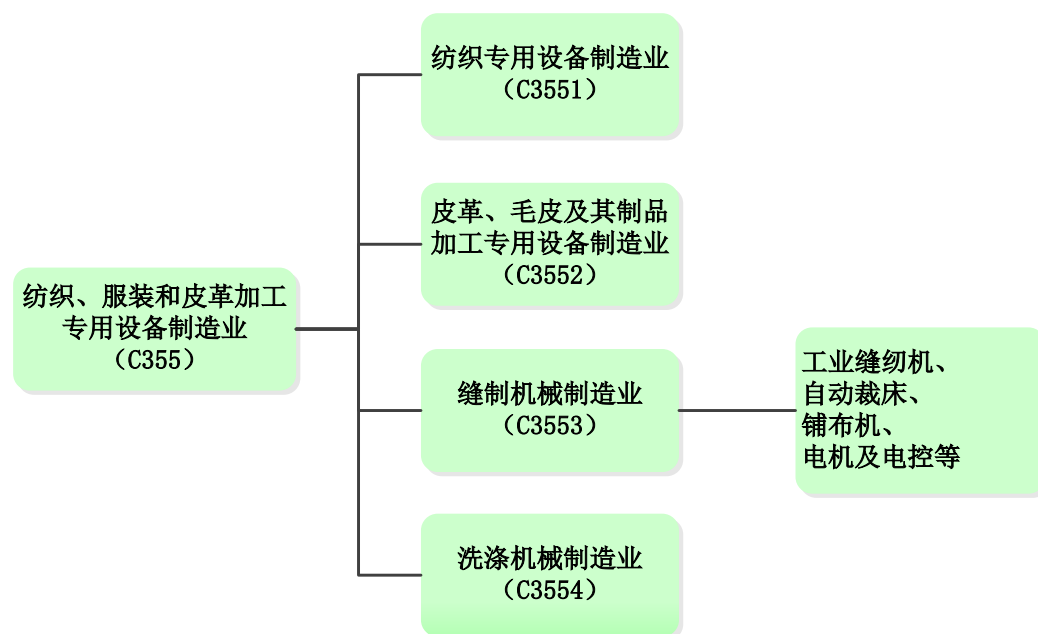 纺织专用设备制造业
（C3551）
皮革、毛皮及其制品
加工专用设备制造业
（C3552）
纺织、服装和皮革加工
专用设备制造业
（C355）
缝制机械制造业
（C3553）
工业缝纫机、
自动裁床、
铺布机、
电机及电控等
洗涤机械制造业
（C3554）